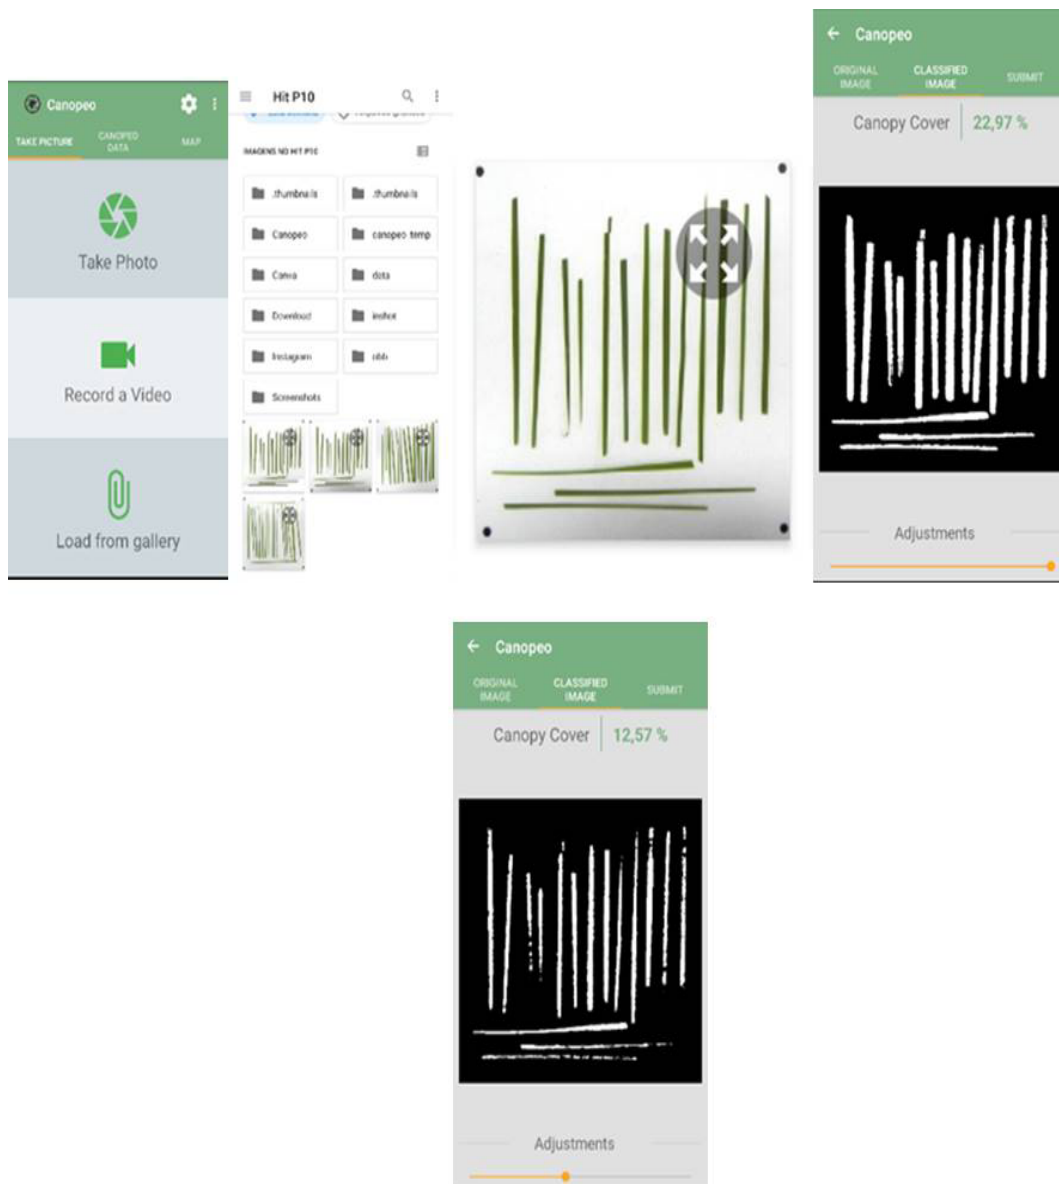 Canopeo
TAKE PICTURE
CANOPEO
DATA
MAP
Take Photo
Record a Video
Load from gallery
Hit P10
IMAGENS NO HIT P10
.thumbnails
.thumbnails
Canopeo
canopeo temp
Canva
data
Download
inshot
Instagram
obb
Screenshots
Canopeo
ORIGINAL
IMAGE
CLASSIFIED
IMAGE
SUBMIT
Canopy Cover
22,97 %
Adjustments
Canopeo
ORIGINAL
IMAGE
CLASSIFIED
IMAGE
SUBMIT
Canopy Cover
12,57 %
Adjustments